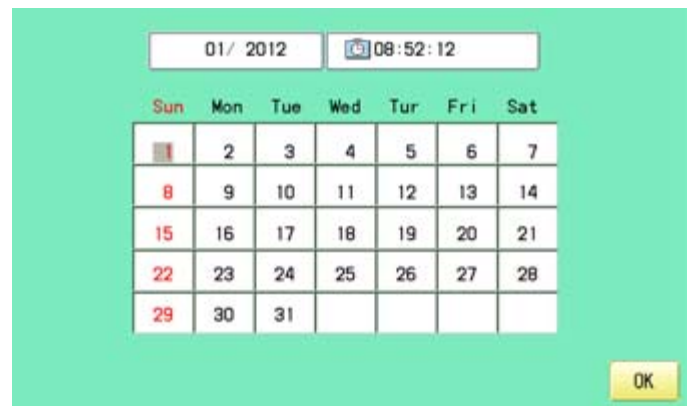 01/ 2012 08:52:12
Sun Mon Tue Wed Tur Fri Sat
1 2 3 4 5 6 7
8 9 10 11 12 13 14
15 16 17 18 19 20 21
22 23 24 25 26 27 28
29 30 31
OK